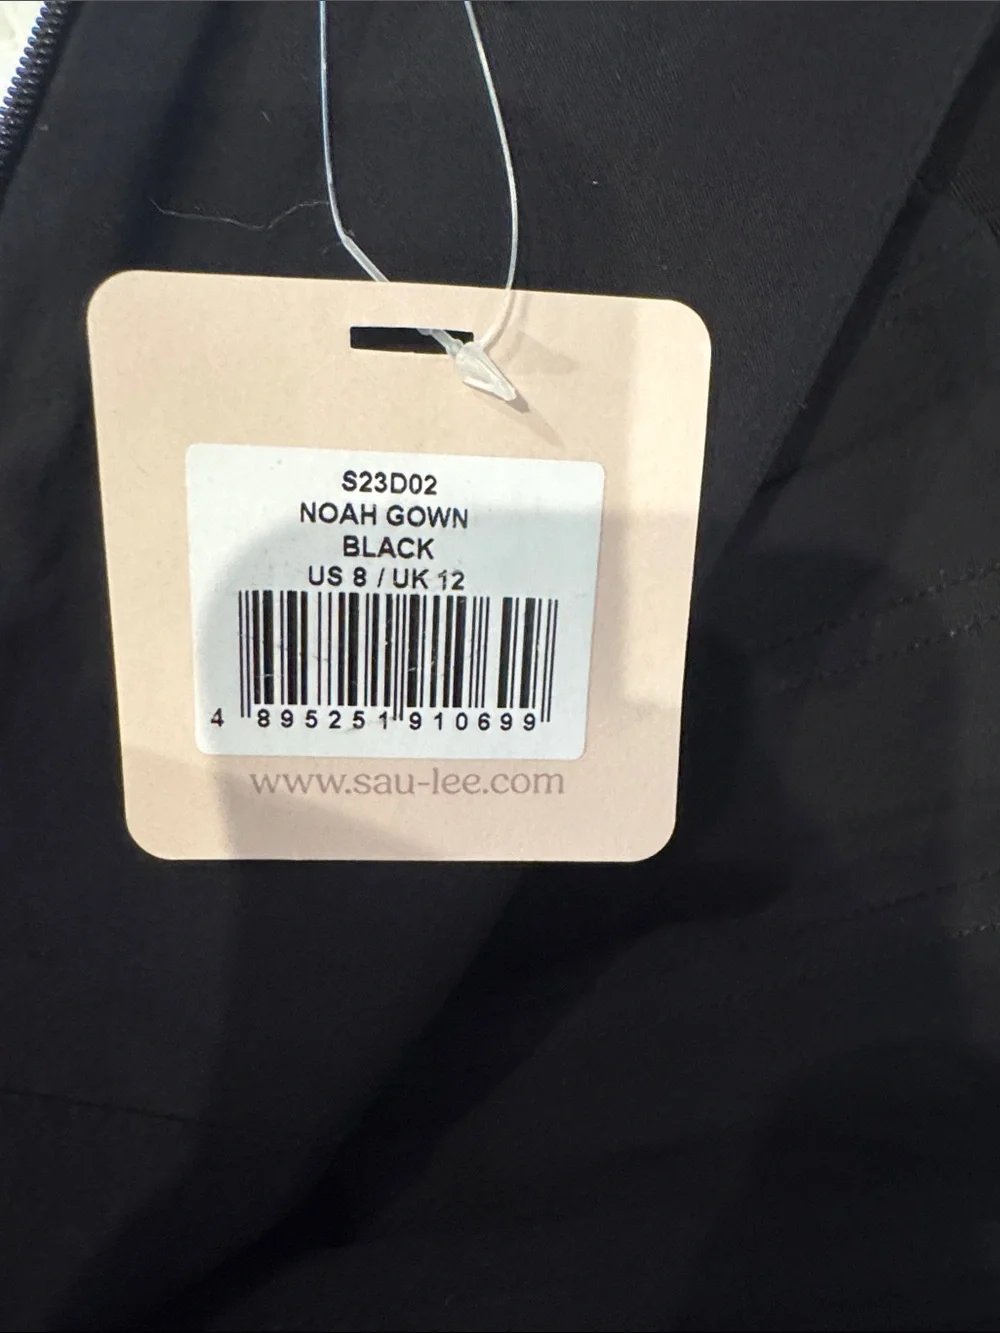 S23D02
NOAH GOWN
BLACK
US 8 / UK 12
4 895251 910699
www.sau-lee.com